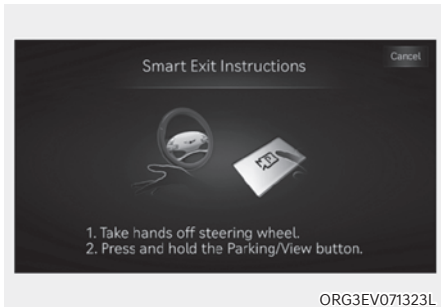 Smart Exit Instructions
Cancel
1. Take hands off steering wheel.
2. Press and hold the Parking/View button.
ORG3EV071323L